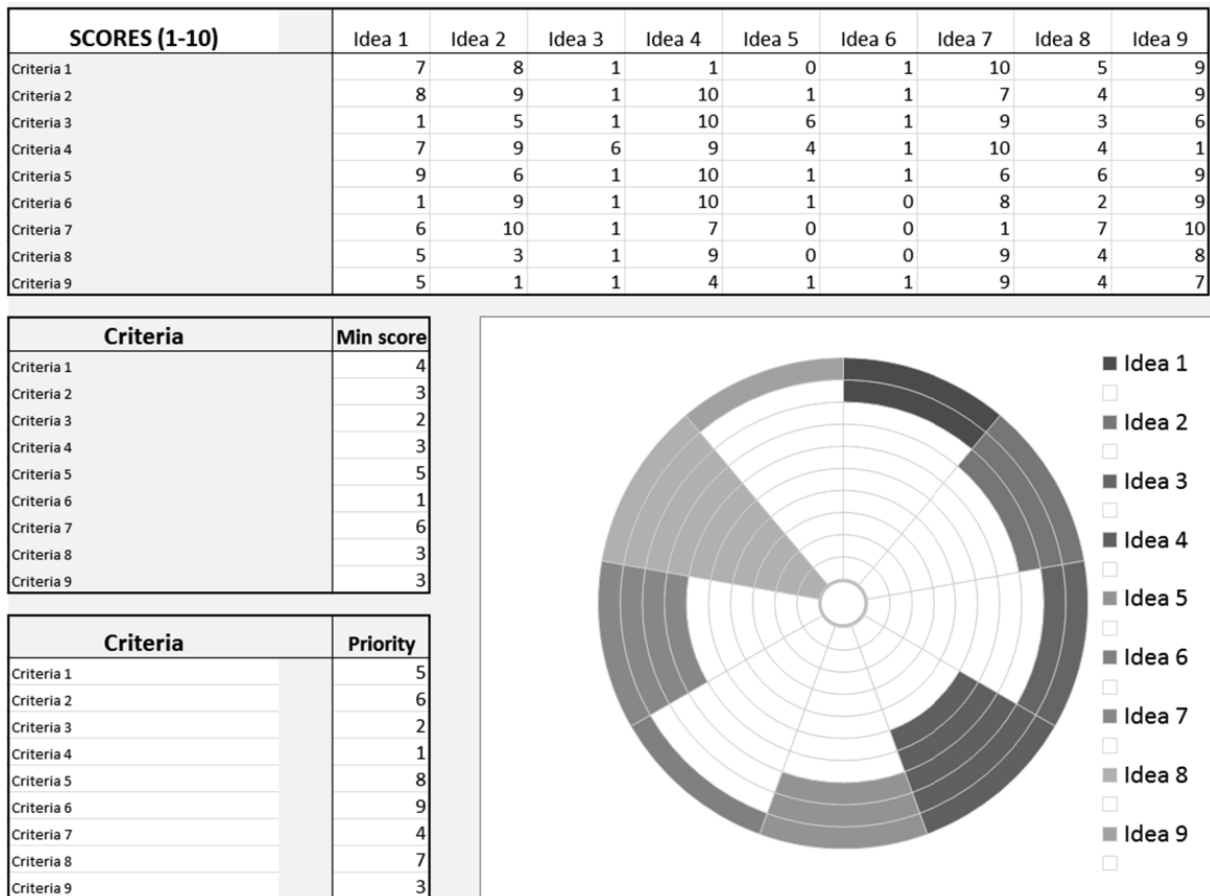 SCORES (1-10) Idea 1 Idea 2 Idea 3 Idea 4 Idea 5 Idea 6 Idea 7 Idea 8 Idea 9
Criteria 1 7 8 1 1 0 1 10 5 9
Criteria 2 8 9 1 10 1 1 7 4 9
Criteria 3 1 5 1 10 6 1 9 3 6
Criteria 4 7 9 6 9 4 1 10 4 1
Criteria 5 9 6 1 10 1 1 6 6 9
Criteria 6 1 9 1 10 1 0 8 2 9
Criteria 7 6 10 1 7 0 0 1 7 10
Criteria 8 5 3 1 9 0 0 9 4 8
Criteria 9 5 1 1 4 1 1 9 4 7
Criteria Min score
Criteria 1 4
Criteria 2 3
Criteria 3 2
Criteria 4 3
Criteria 5 5
Criteria 6 1
Criteria 7 6
Criteria 8 3
Criteria 9 3
Criteria Priority
Criteria 1 5
Criteria 2 6
Criteria 3 2
Criteria 4 1
Criteria 5 8
Criteria 6 9
Criteria 7 4
Criteria 8 7
Criteria 9 3
Idea 1
Idea 2
Idea 3
Idea 4
Idea 5
Idea 6
Idea 7
Idea 8
Idea 9